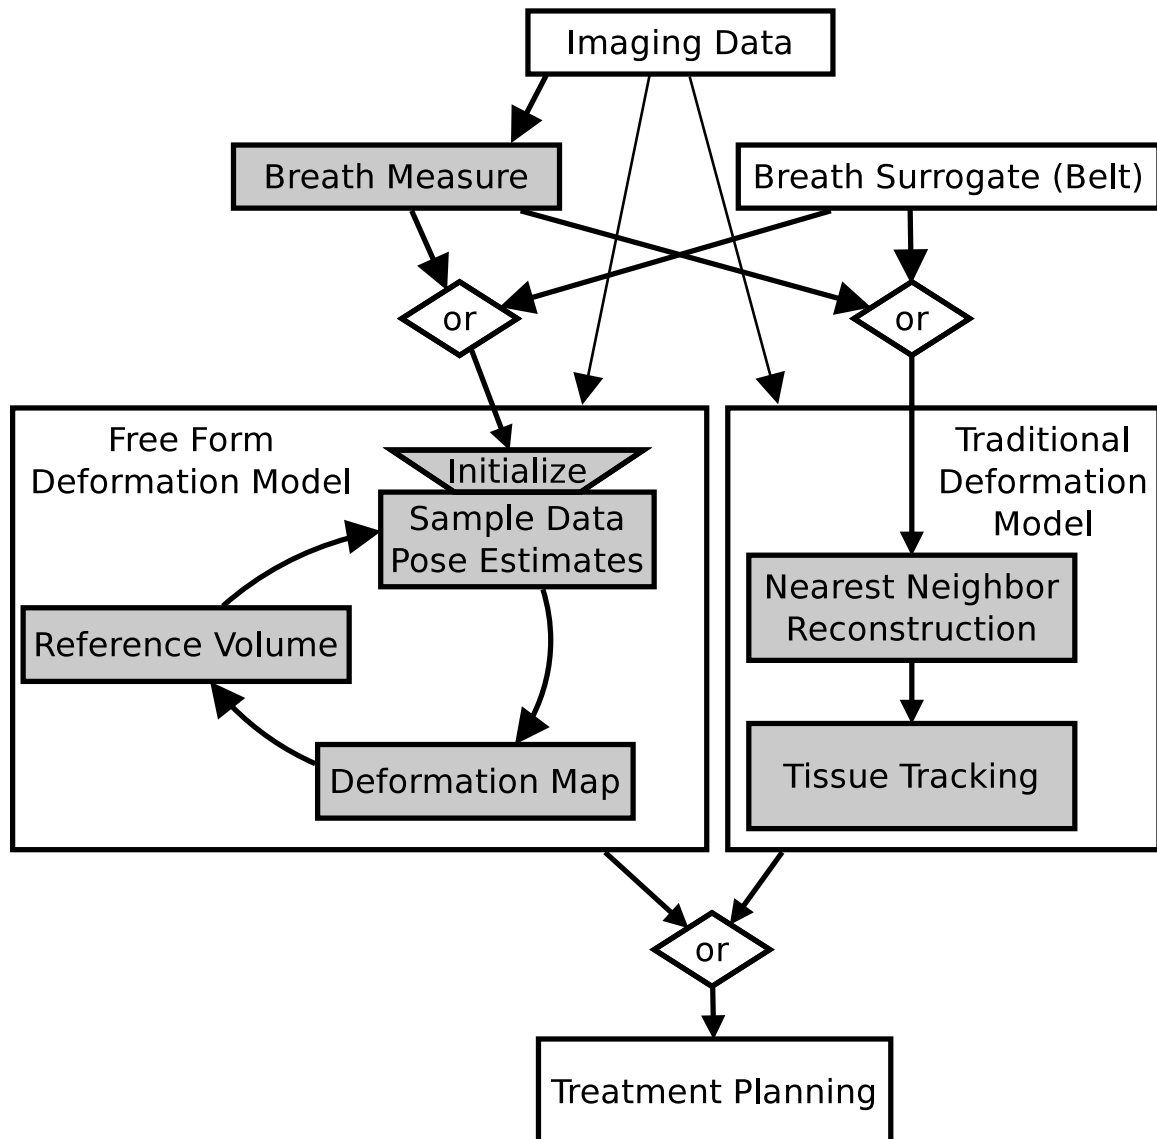 Imaging Data
Breath Measure
Breath Surrogate (Belt)
or
or
Free Form
Deformation Model
Initialize
Sample Data
Pose Estimates
Reference Volume
Deformation Map
Traditional
Deformation
Model
Nearest Neighbor
Reconstruction
Tissue Tracking
or
Treatment Planning